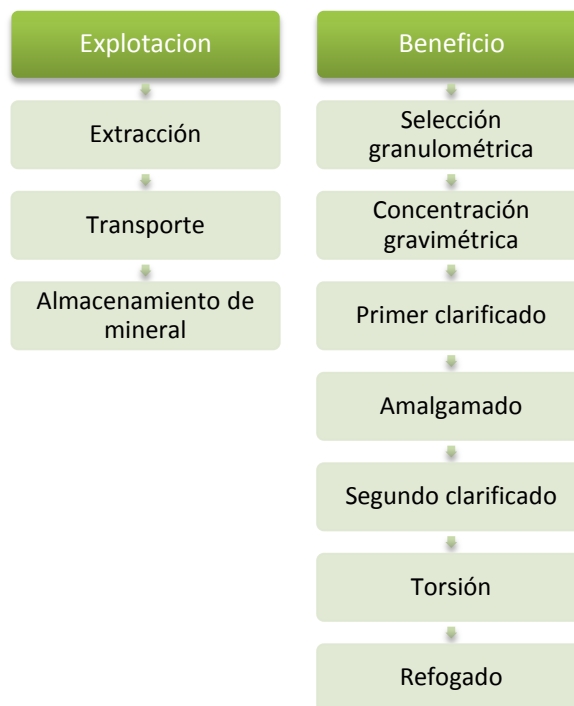 Explotacion
Extracción
Transporte
Almacenamiento de
mineral
Beneficio
Selección
granulométrica
Concentración
gravimétrica
Primer clarificado
Amalgamado
Segundo clarificado
Torsión
Refogado